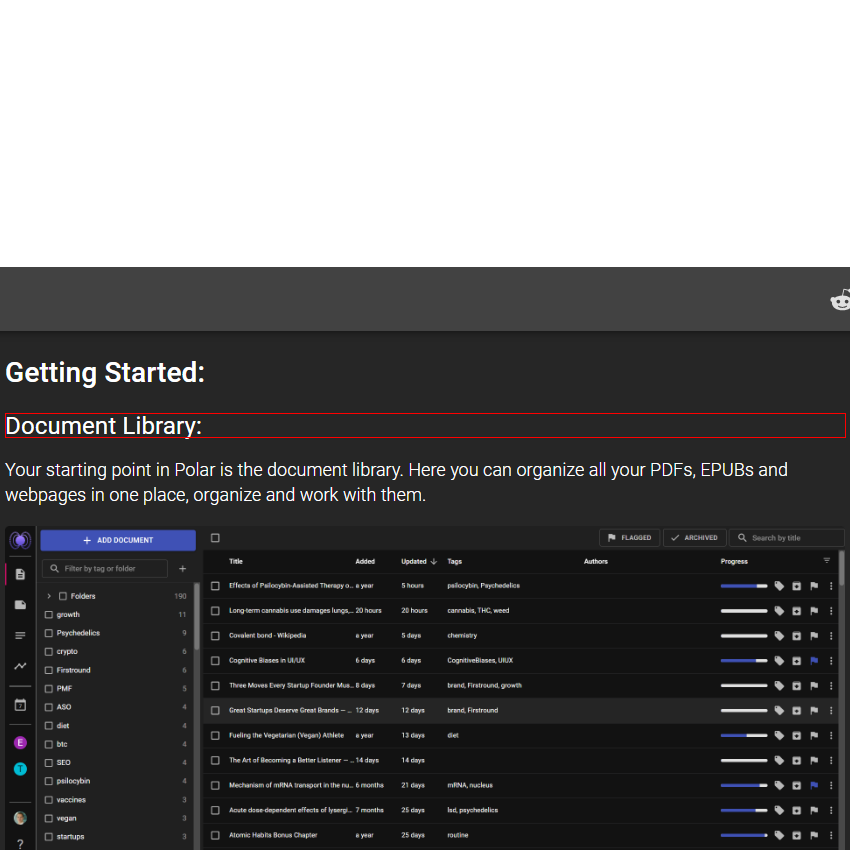 Getting Started:
Document Library:
Your starting point in Polar is the document library. Here you can organize all your PDFs, EPUBs and
webpages in one place, organize and work with them.
+ ADD DOCUMENT
FLAGGED ARCHIVED Search by title
Filter by tag or folder +
Title Added Updated Tags Authors Progress
Folders 190
growth 11
Psychedelics 9
crypto 6
Firstround 6
PMF 5
ASO 4
diet 4
btc 4
SEO 4
psilocybin 4
vaccines 3
vegan 3
startups 3
E
T
?
Effects of Psilocybin-Assisted Therapy o... a year 5 hours psilocybin, Psychedelics
Long-term cannabis use damages lungs,... 20 hours 20 hours cannabis, THC, weed
Covalent bond - Wikipedia a year 5 days chemistry
Cognitive Biases in UI/UX 6 days 6 days CognitiveBiases, UIUX
Three Moves Every Startup Founder Mus... 8 days 7 days brand, Firstround, growth
Great Startups Deserve Great Brands — ... 12 days 12 days brand, Firstround
Fueling the Vegetarian (Vegan) Athlete a year 13 days diet
The Art of Becoming a Better Listener — ... 14 days 14 days
Mechanism of mRNA transport in the nu... 6 months 21 days mRNA, nucleus
Acute dose-dependent effects of lysergi... 7 months 25 days lsd, psychedelics
Atomic Habits Bonus Chapter a year 25 days routine